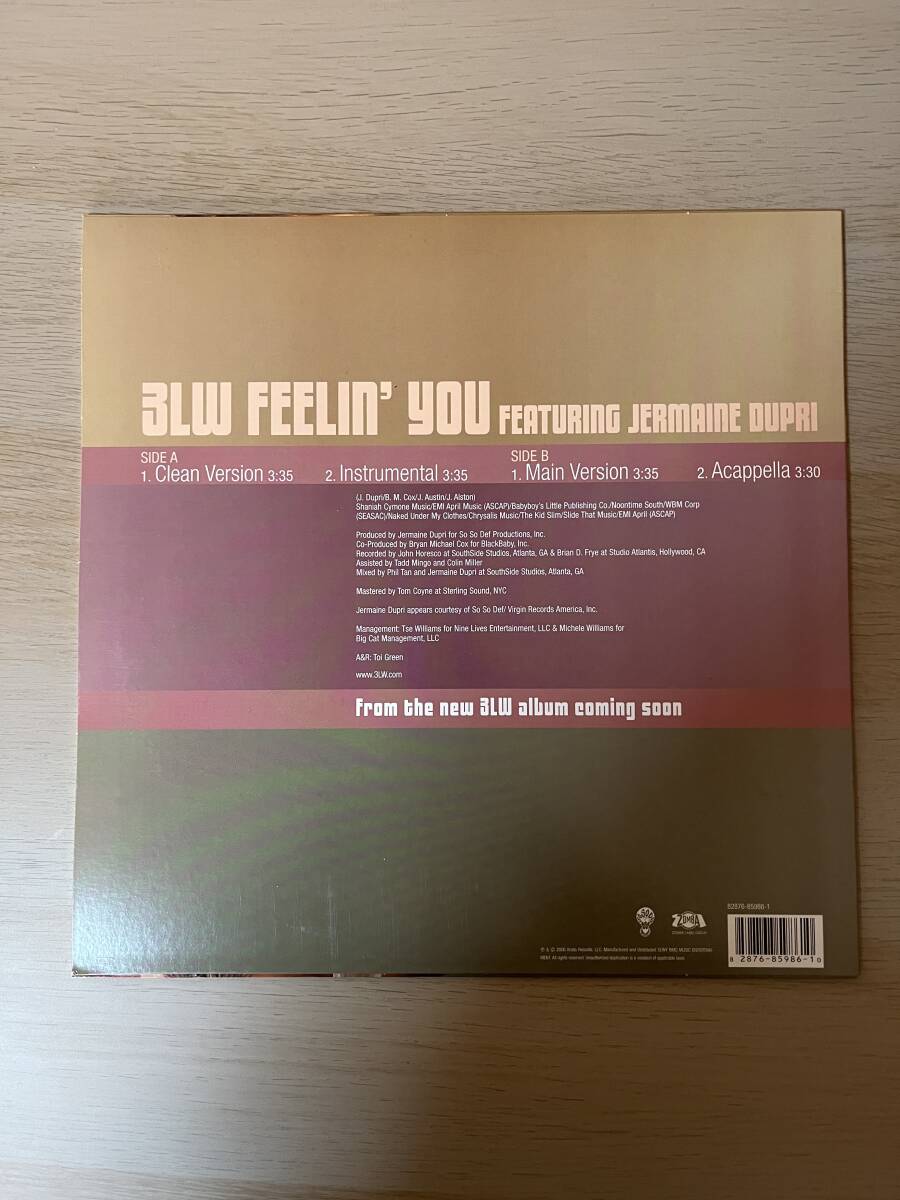 3LW FEELIN' YOU FEATURING JERMAINE DUPRI
SIDE A
1. Clean Version 3:35 2. Instrumental 3:35
SIDE B
1. Main Version 3:35 2. Acappella 3:30
(J. Dupri/B. M. Cox/J. Austin/J. Alston)
Shaniah Cymone Music/EMI April Music (ASCAP)/Babyboy's Little Publishing Co./Noontime South/WBM Corp
(SEASAC)/Naked Under My Clothes/Chrysalis Music/The Kid Slim/Slide That Music/EMI April (ASCAP)
Produced by Jermaine Dupri for So So Def Productions, Inc.
Co-Produced by Bryan Michael Cox for BlackBaby, Inc.
Recorded by John Horesco at SouthSide Studios, Atlanta, GA & Brian D. Frye at Studio Atlantis, Hollywood, CA
Assisted by Tadd Mingo and Colin Miller
Mixed by Phil Tan and Jermaine Dupri at SouthSide Studios, Atlanta, GA
Mastered by Tom Coyne at Sterling Sound, NYC
Jermaine Dupri appears courtesy of So So Def/ Virgin Records America, Inc.
Management: Tse Williams for Nine Lives Entertainment, LLC & Michele Williams for
Big Cat Management, LLC
A&R: Toi Green
www.3LW.com
From the new 3LW album coming soon
82876-85986-1
ZOMBA
8 2876-85986-1 0